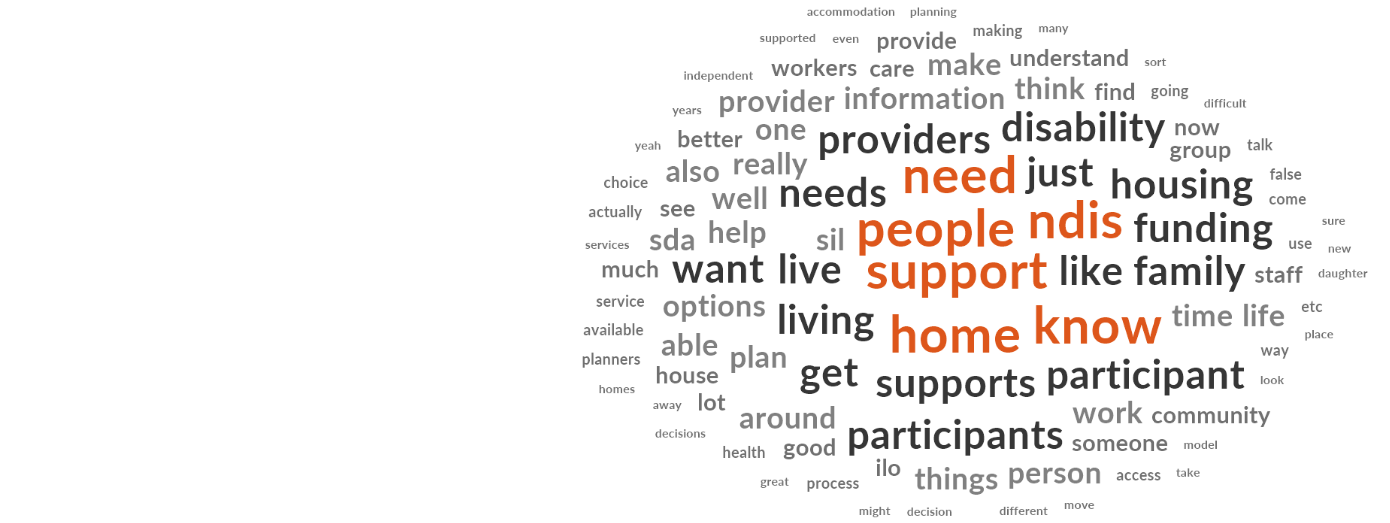 accommodation planning
supported even provide making many
independent workers care make understand sort
years provider information think find going difficult
yeah better one providers disability now
group talk
choice also really need just housing false
actually see well needs people ndis funding come
services sda help sil use sure new
much want live support like family staff daughter
service options living home know time life etc
available able plan place
planners house get supports participant way
homes away lot around look
decisions participants work community
health good someone model
great process ilo things person access take
might decision different move